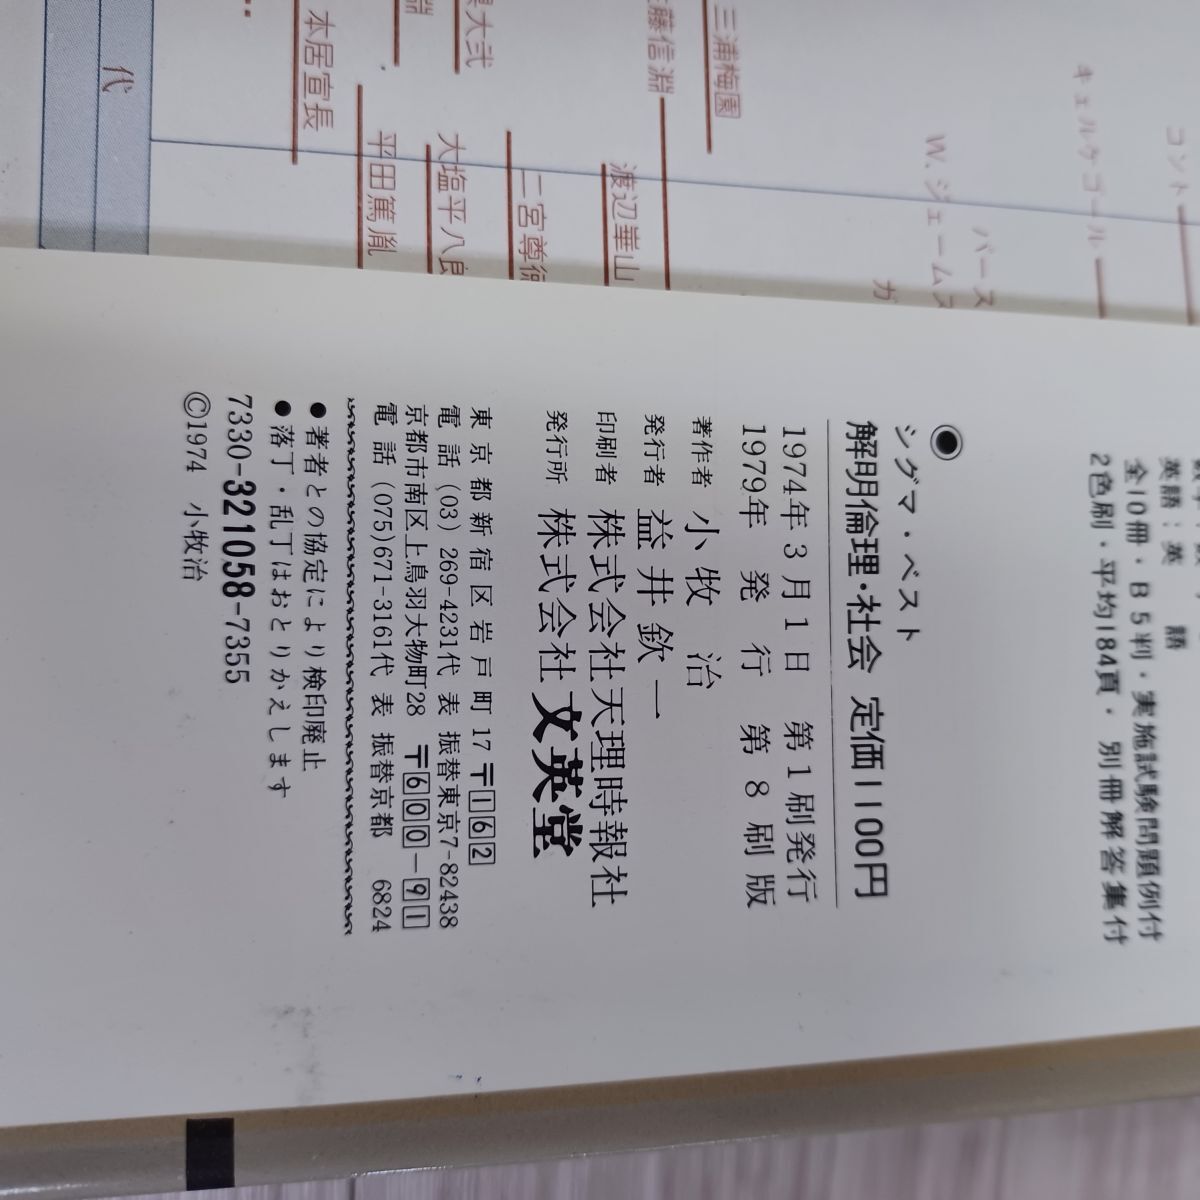 英語：英語
全10冊・Ｂ５判・実施試験問題例付
2色刷・平均184頁・別冊解答集付
シグマ・ベスト
解明倫理・社会 定価1100円
1974年3月1日 第1刷発行
1979年 発行 第8刷版
著作者 小牧 治
発行者 益井欽一
印刷者 株式会社天理時報社
発行所 株式会社文英堂
東京都新宿区岩戸町17〒162
電話 (03) 269-4231代表 振替東京7-82438
京都市南区上鳥羽大物町28 〒600-91
電話 (075)671-3161代表 振替京都 6824
●著者との協定により検印廃止
●落丁・乱丁はおとりかえします
7330-321058-7355
©1974 小牧治
コント
キェルケゴール
パース
W.ジェームズ
ガ
三浦梅園
佐藤信淵
渡辺華山
二宮尊徳
大塩平八郎
平田篤胤
本居宣長
代